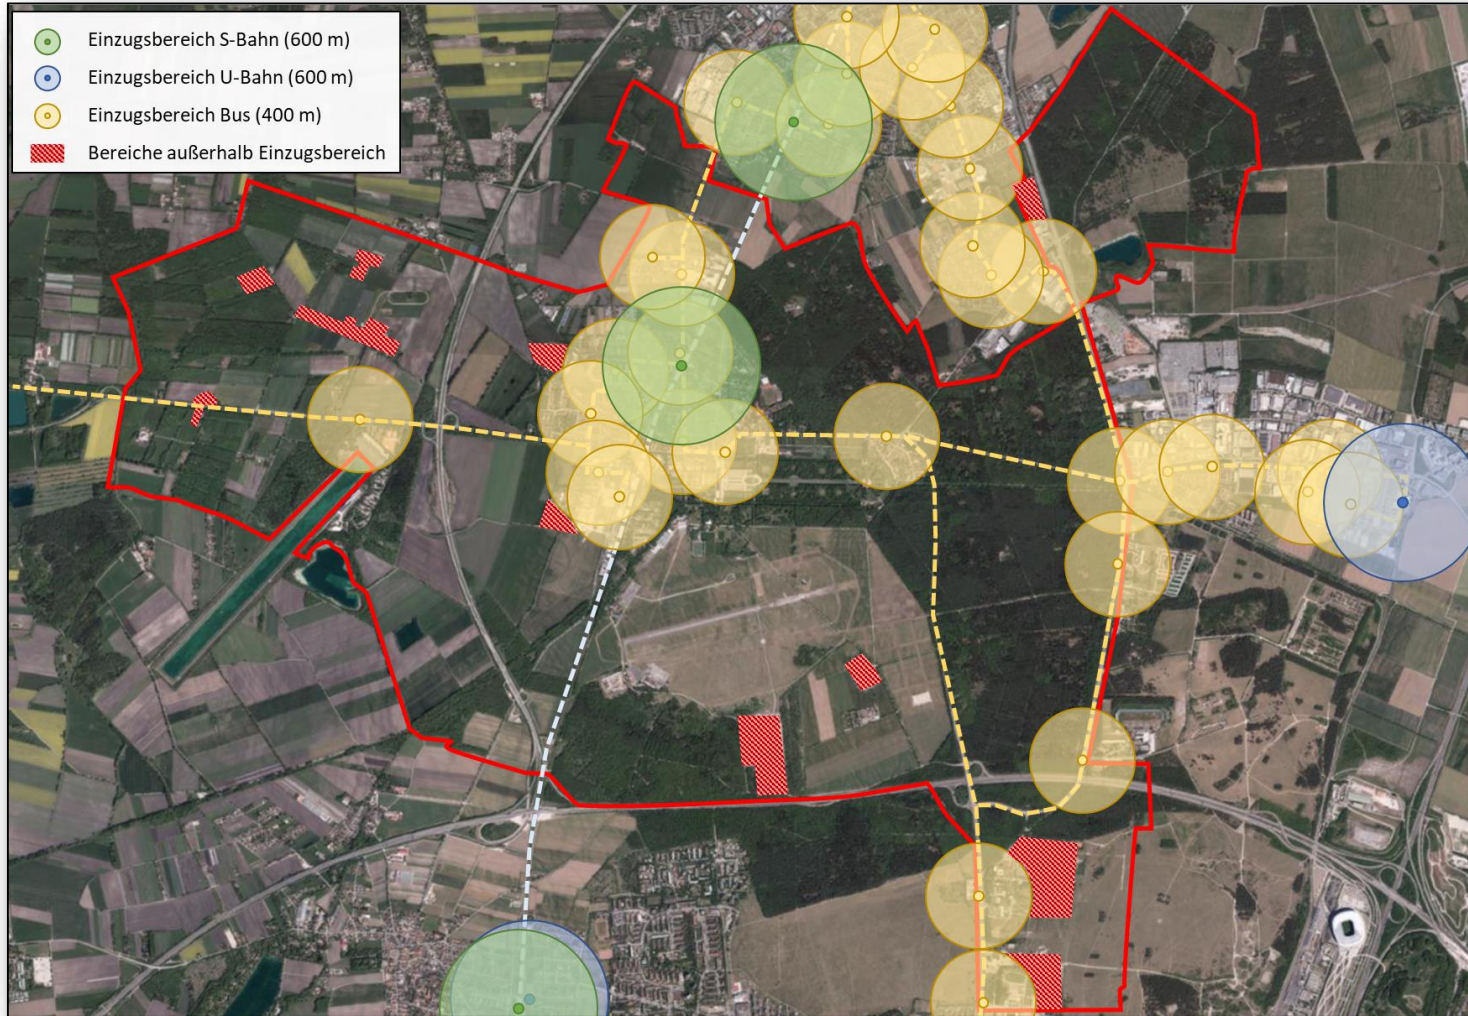 Einzugsbereich S-Bahn (600 m)
Einzugsbereich U-Bahn (600 m)
Einzugsbereich Bus (400 m)
Bereiche außerhalb Einzugsbereich